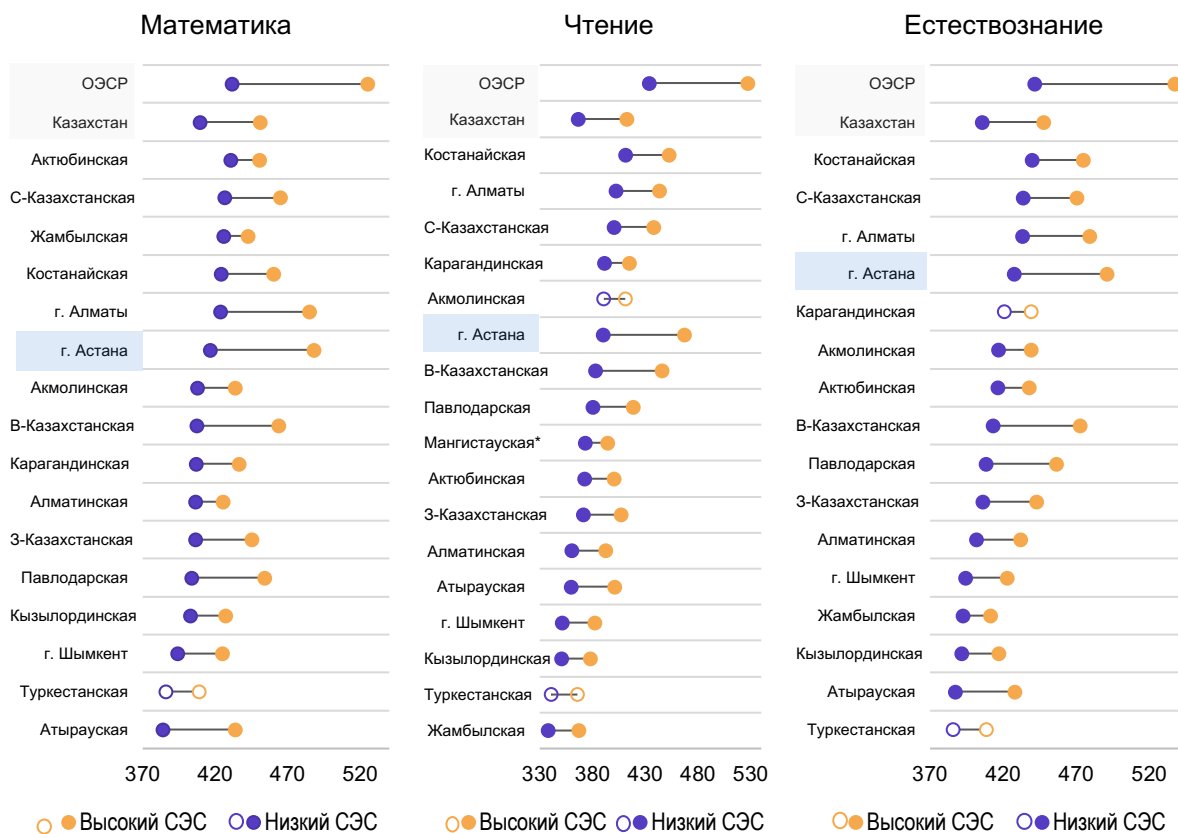 Математика
ОЭСР
Казахстан
Актюбинская
С-Казахстанская
Жамбылская
Костанайская
г. Алматы
г. Астана
Акмолинская
В-Казахстанская
Карагандинская
Алматинская
З-Казахстанская
Павлодарская
Кызылординская
г. Шымкент
Туркестанская
Атырауская
370 420 470 520
Высокий СЭС Низкий СЭС
Чтение
ОЭСР
Казахстан
Костанайская
г. Алматы
С-Казахстанская
Карагандинская
Акмолинская
г. Астана
В-Казахстанская
Павлодарская
Мангистауская*
Актюбинская
З-Казахстанская
Алматинская
Атырауская
г. Шымкент
Кызылординская
Туркестанская
Жамбылская
330 380 430 480 530
Высокий СЭС Низкий СЭС
Естествознание
ОЭСР
Казахстан
Костанайская
С-Казахстанская
г. Алматы
г. Астана
Карагандинская
Акмолинская
Актюбинская
В-Казахстанская
Павлодарская
З-Казахстанская
Алматинская
г. Шымкент
Жамбылская
Кызылординская
Атырауская
Туркестанская
370 420 470 520
Высокий СЭС Низкий СЭС